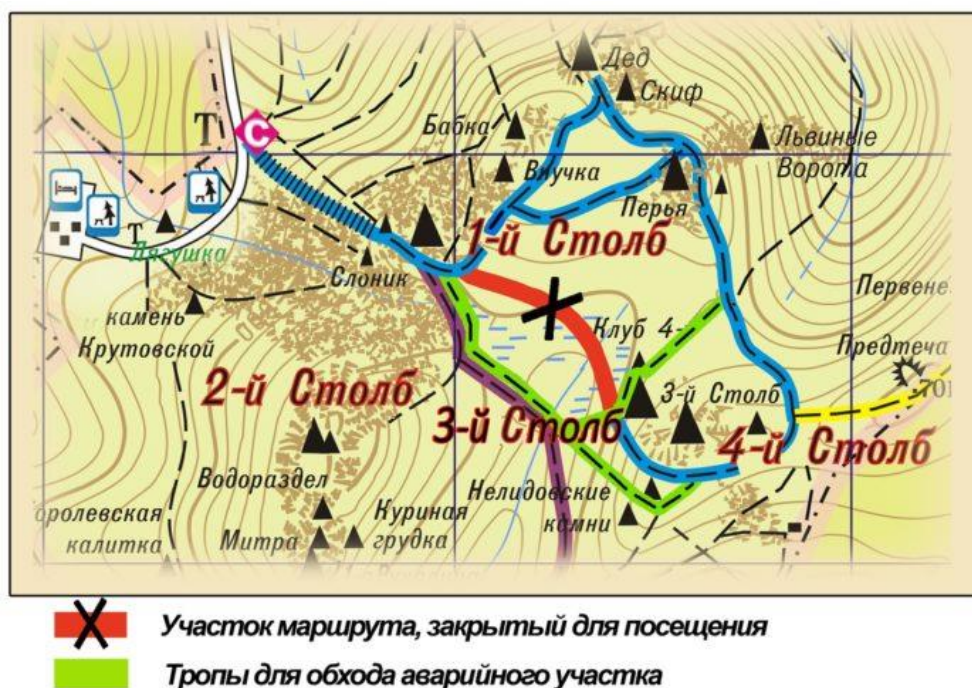 Дед
Скиф
Бабка
Т
С
Львиные
Ворота
Внучка
Перья
1-й Столб
Т
Лягушка
Слоник
камень
Крутовской
Первене
Клуб 4-
Предтеча
2-й Столб
3-й Столб
3-й Столб
4-й Столб
Водораздел
Нелидовские
камни
Куриная
грудка
Митра
оролевская
калитка
Участок маршрута, закрытый для посещения
Тропы для обхода аварийного участка